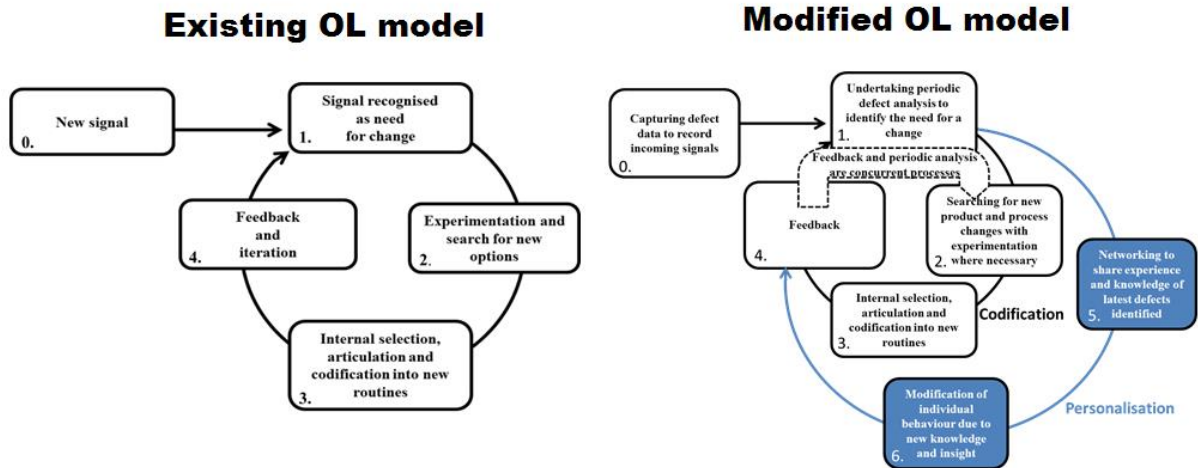 Existing OL model
New signal
0.
Signal recognised
as need
for change
1.
Experimentation and
search for new
options
2.
Internal selection,
articulation and
codification into new
routines
3.
Feedback
and
iteration
4.
Modified OL model
Capturing defect
data to record
incoming signals
0.
Undertaking periodic
defect analysis to
identify the need for a
change
1.
Feedback and periodic analysis
are concurrent processes
Searching for new
product and process
changes with
experimentation
where necessary
2.
Internal selection,
articulation and
codification into new
routines
3.
Codification
Feedback
4.
Networking to
share experience
and knowledge of
latest defects
identified
5.
Modification of
individual
behaviour due to
new knowledge
and insight
6.
Personalisation